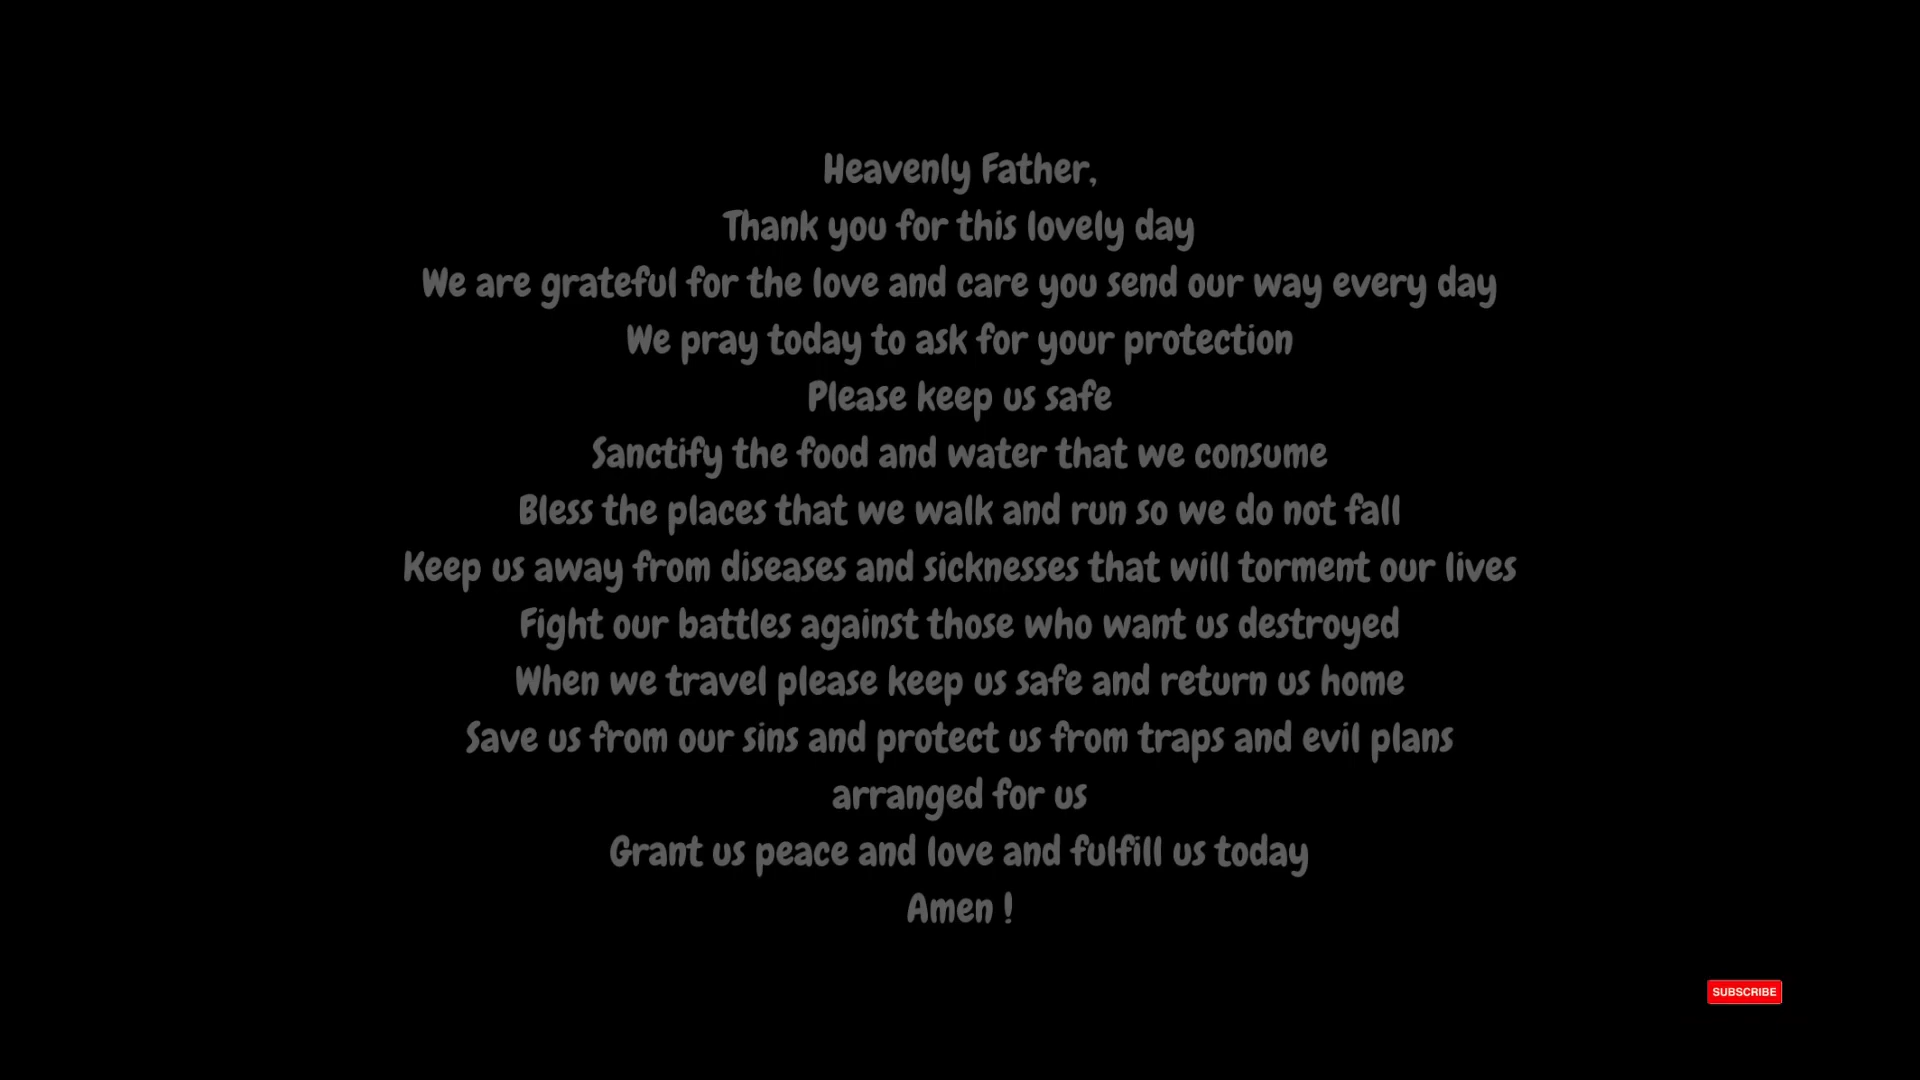 Heavenly Father,
Thank you for this lovely day
We are grateful for the love and care you send our way every day
We pray today to ask for your protection
Please keep us safe
Sanctify the food and water that we consume
Bless the places that we walk and run so we do not fall
Keep us away from diseases and sicknesses that will torment our lives
Fight our battles against those who want us destroyed
When we travel please keep us safe and return us home
Save us from our sins and protect us from traps and evil plans
arranged for us
Grant us peace and love and fulfill us today
Amen !
SUBSCRIBE